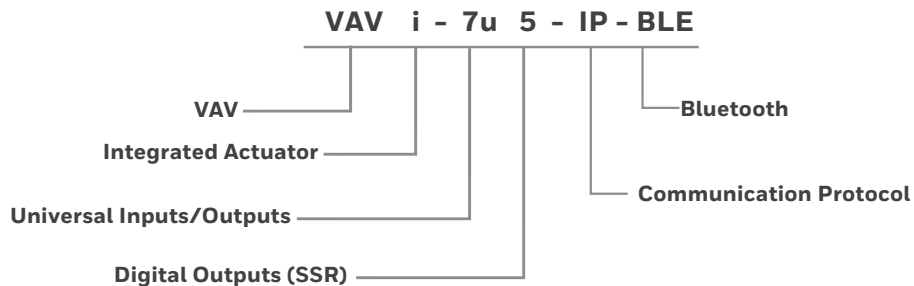 VAV i - 7u 5 - IP - BLE
VAV
Bluetooth
Integrated Actuator
Communication Protocol
Universal Inputs/Outputs
Digital Outputs (SSR)